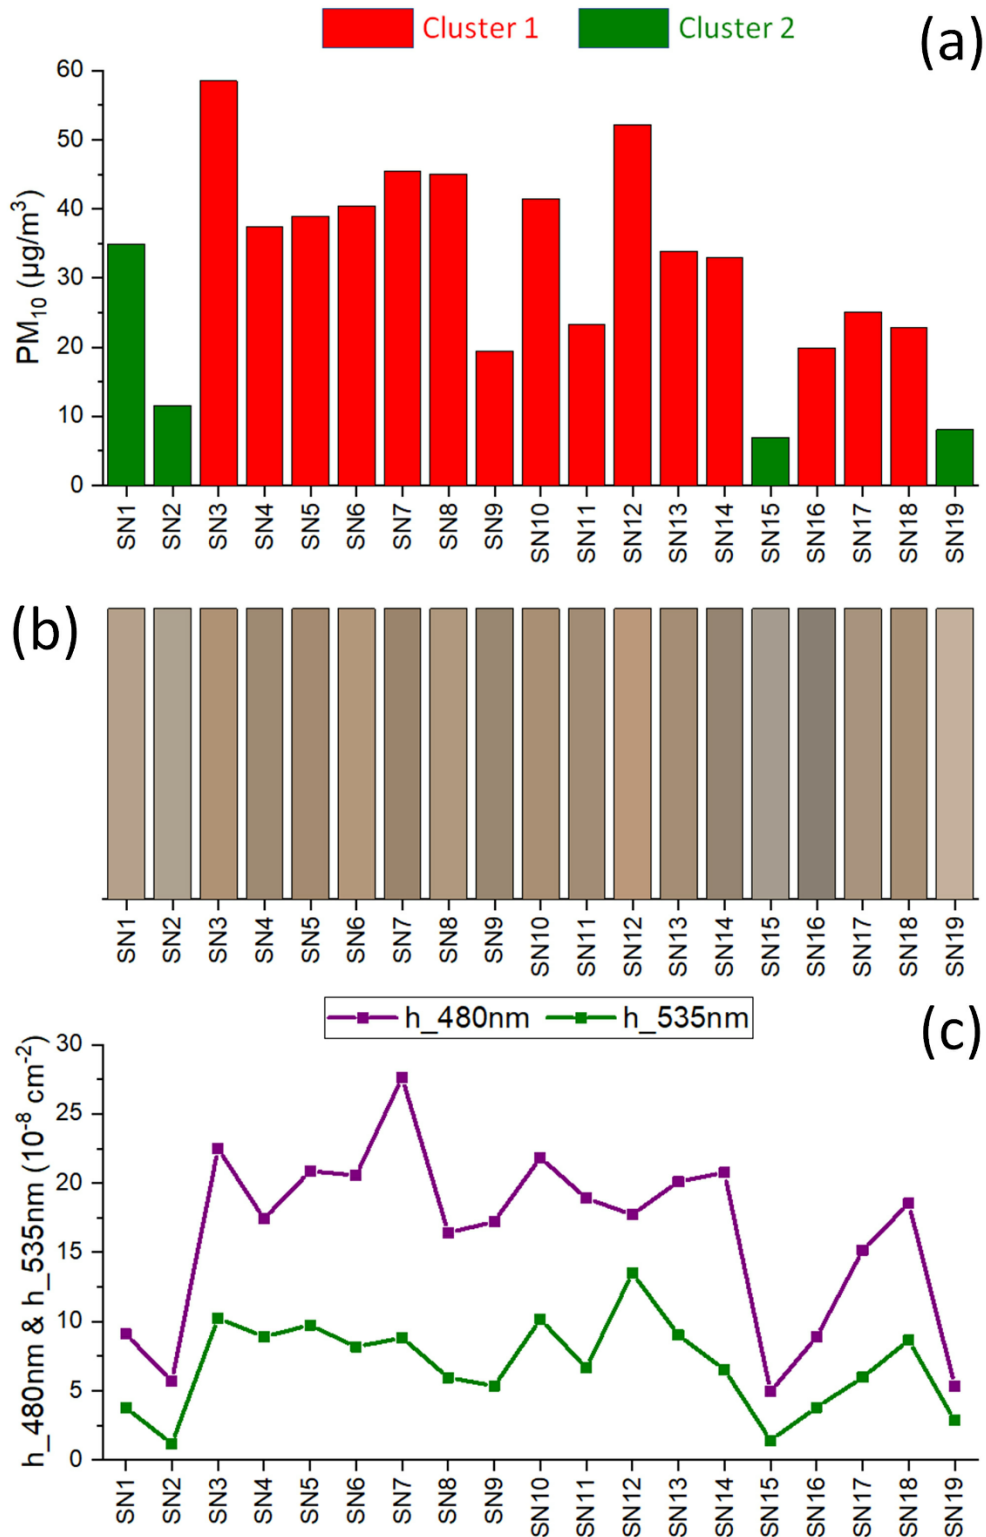 Cluster 1 Cluster 2 (a)
PM10 (µg/m³)
60
50
40
30
20
10
0
SN1 SN2 SN3 SN4 SN5 SN6 SN7 SN8 SN9 SN10 SN11 SN12 SN13 SN14 SN15 SN16 SN17 SN18 SN19
(b)
SN1 SN2 SN3 SN4 SN5 SN6 SN7 SN8 SN9 SN10 SN11 SN12 SN13 SN14 SN15 SN16 SN17 SN18 SN19
h_480nm h_535nm (c)
h_480nm & h_535nm (10⁻⁸ cm⁻²)
30
25
20
15
10
5
0
SN1 SN2 SN3 SN4 SN5 SN6 SN7 SN8 SN9 SN10 SN11 SN12 SN13 SN14 SN15 SN16 SN17 SN18 SN19